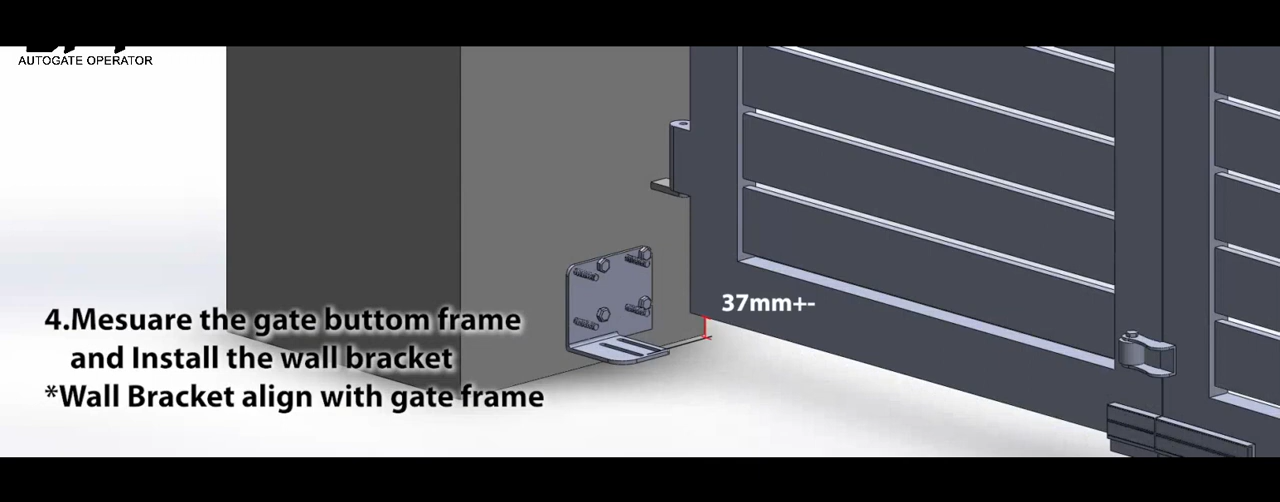 AUTOGATE OPERATOR
37mm+-
4.Mesuare the gate buttom frame
and Install the wall bracket
*Wall Bracket align with gate frame